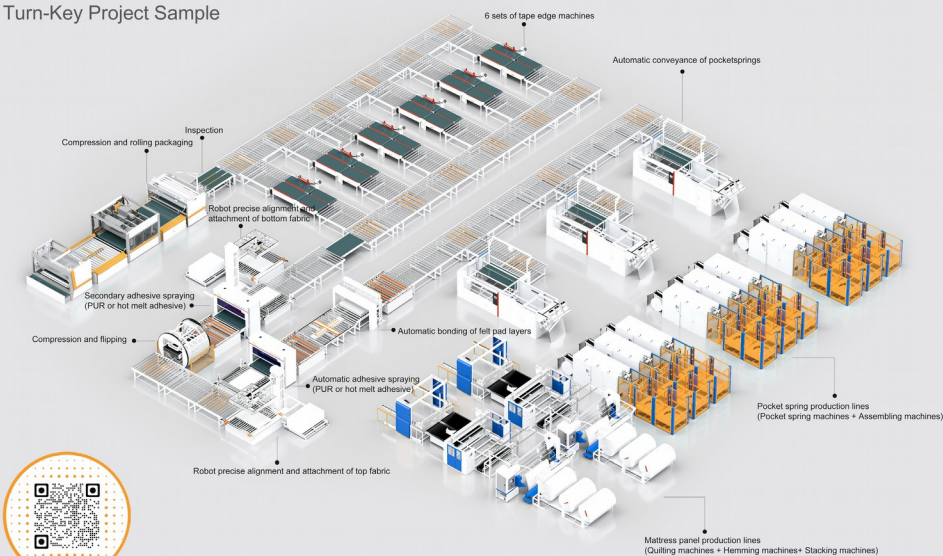 Turn-Key Project Sample
6 sets of tape edge machines
Automatic conveyance of pocketsprings
Inspection
Compression and rolling packaging
Robot precise alignment and
attachment of bottom fabric
Secondary adhesive spraying
(PUR or hot melt adhesive)
Compression and flipping
Automatic bonding of felt pad layers
Automatic adhesive spraying
(PUR or hot melt adhesive)
Pocket spring production lines
(Pocket spring machines + Assembling machines)
Robot precise alignment and attachment of top fabric
Mattress panel production lines
(Quilting machines + Hemming machines+ Stacking machines)